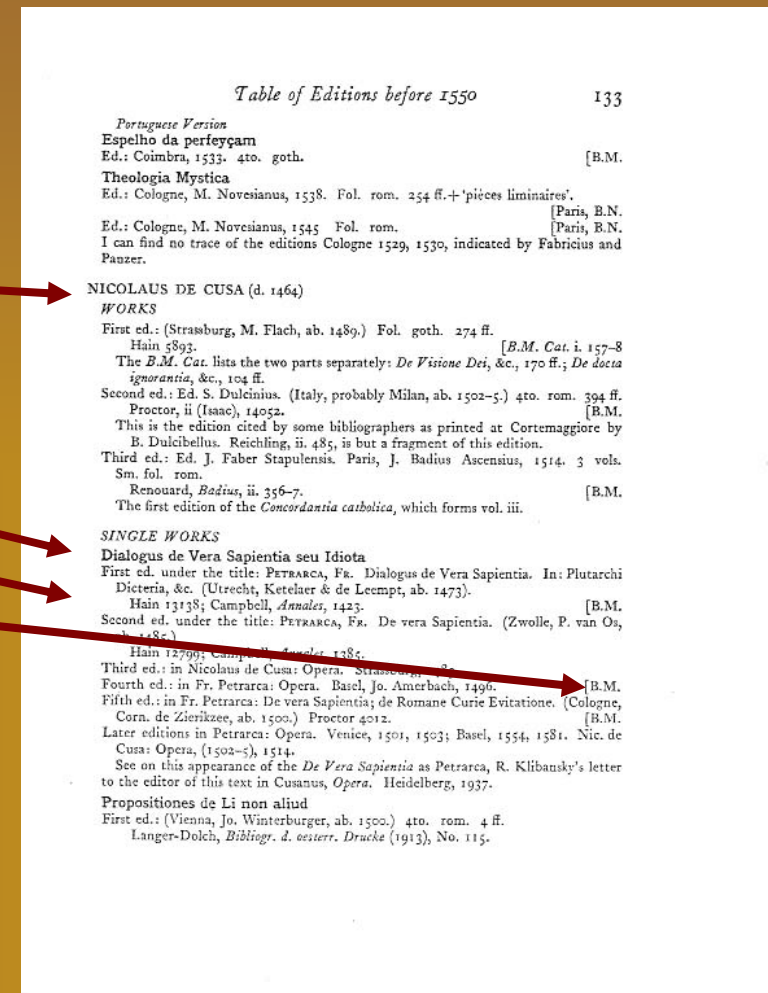 Table of Editions before 1550 133
Portuguese Version
Espelho da perfeyçam
Ed.: Coimbra, 1533. 4to. goth. [B.M.
Theologia Mystica
Ed.: Cologne, M. Novesianus, 1538. Fol. rom. 254 ff.+'pièces liminaires'.
[Paris, B.N.
Ed.: Cologne, M. Novesianus, 1545 Fol. rom. [Paris, B.N.
I can find no trace of the editions Cologne 1529, 1530, indicated by Fabricius and
Panzer.
NICOLAUS DE CUSA (d. 1464)
WORKS
First ed.: (Strassburg, M. Flach, ab. 1489.) Fol. goth. 274 ff.
Hain 5893. [B.M. Cat. i. 157–8
The B.M. Cat. lists the two parts separately: De Visione Dei, &c., 170 ff.; De docta
ignorantia, &c., 104 ff.
Second ed.: Ed. S. Dulcinius. (Italy, probably Milan, ab. 1502–5.) 4to. rom. 394 ff.
Proctor, ii (Isaac), 14052. [B.M.
This is the edition cited by some bibliographers as printed at Cortemaggiore by
B. Dulcibellus. Reichling, ii. 485, is but a fragment of this edition.
Third ed.: Ed. J. Faber Stapulensis. Paris, J. Badius Ascensius, 1514. 3 vols.
Sm. fol. rom.
Renouard, Badius, ii. 356–7. [B.M.
The first edition of the Concordantia catholica, which forms vol. iii.
SINGLE WORKS
Dialogus de Vera Sapientia seu Idiota
First ed. under the title: PETRARCA, FR. Dialogus de Vera Sapientia. In: Plutarchi
Dicteria, &c. (Utrecht, Ketelaer & de Leempt, ab. 1473).
Hain 13138; Campbell, Annales, 1423. [B.M.
Second ed. under the title: PETRARCA, FR. De vera Sapientia. (Zwolle, P. van Os,
1485.)
Hain 12799; Campbell, Annales, 1385.
Third ed.: in Nicolaus de Cusa: Opera. Strassburg,
Fourth ed.: in Fr. Petrarca: Opera. Basel, Jo. Amerbach, 1496. [B.M.
Fifth ed.: in Fr. Petrarca: De vera Sapientia; de Romane Curie Evitatione. (Cologne,
Corn. de Zierikzee, ab. 1500.) Proctor 4012. [B.M.
Later editions in Petrarca: Opera. Venice, 1501, 1503; Basel, 1554, 1581. Nic. de
Cusa: Opera, (1502–5), 1514.
See on this appearance of the De Vera Sapientia as Petrarca, R. Klibansky's letter
to the editor of this text in Cusanus, Opera. Heidelberg, 1937.
Propositiones de Li non aliud
First ed.: (Vienna, Jo. Winterburger, ab. 1500.) 4to. rom. 4 ff.
Langer-Dolch, Bibliogr. d. oesterr. Drucke (1913), No. 115.